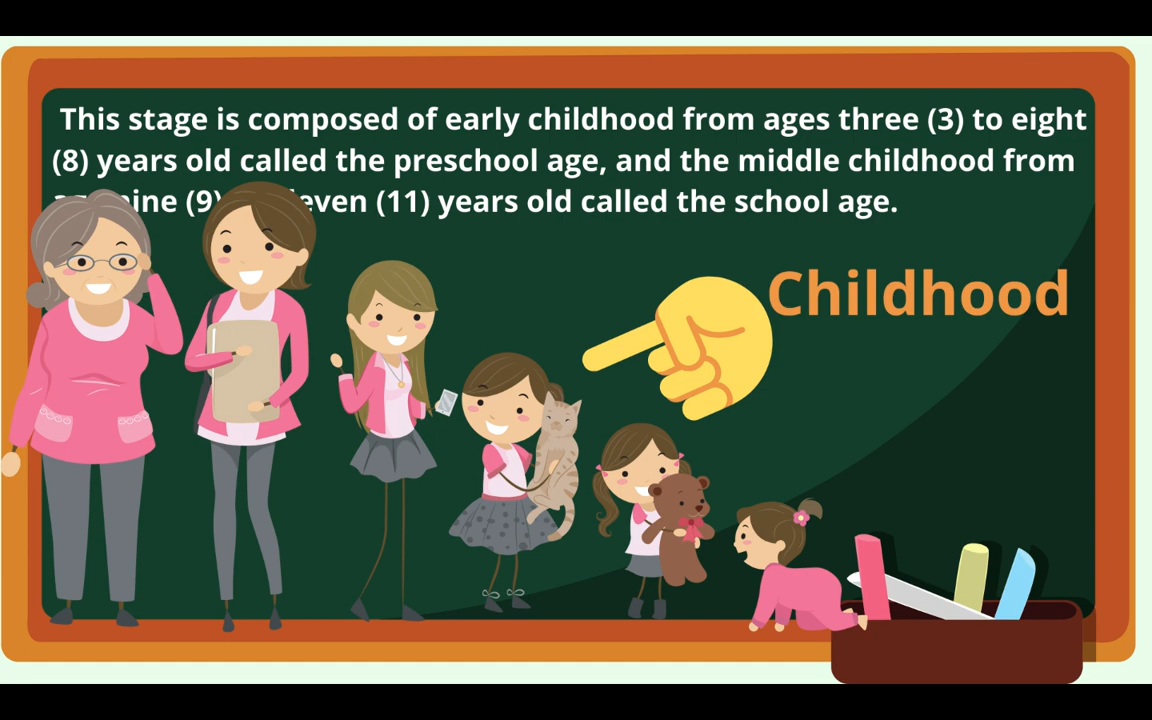 This stage is composed of early childhood from ages three (3) to eight
(8) years old called the preschool age, and the middle childhood from
(9) (11) years old called the school age.
Childhood